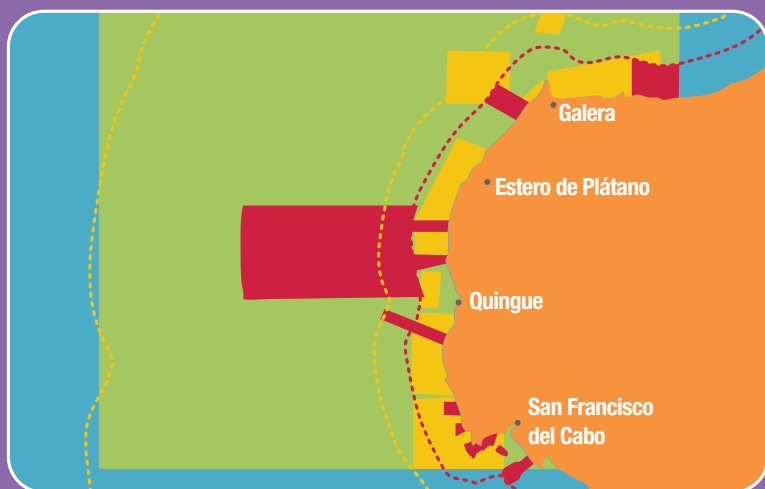 Galera
Estero de Plátano
Quingue
San Francisco
del Cabo